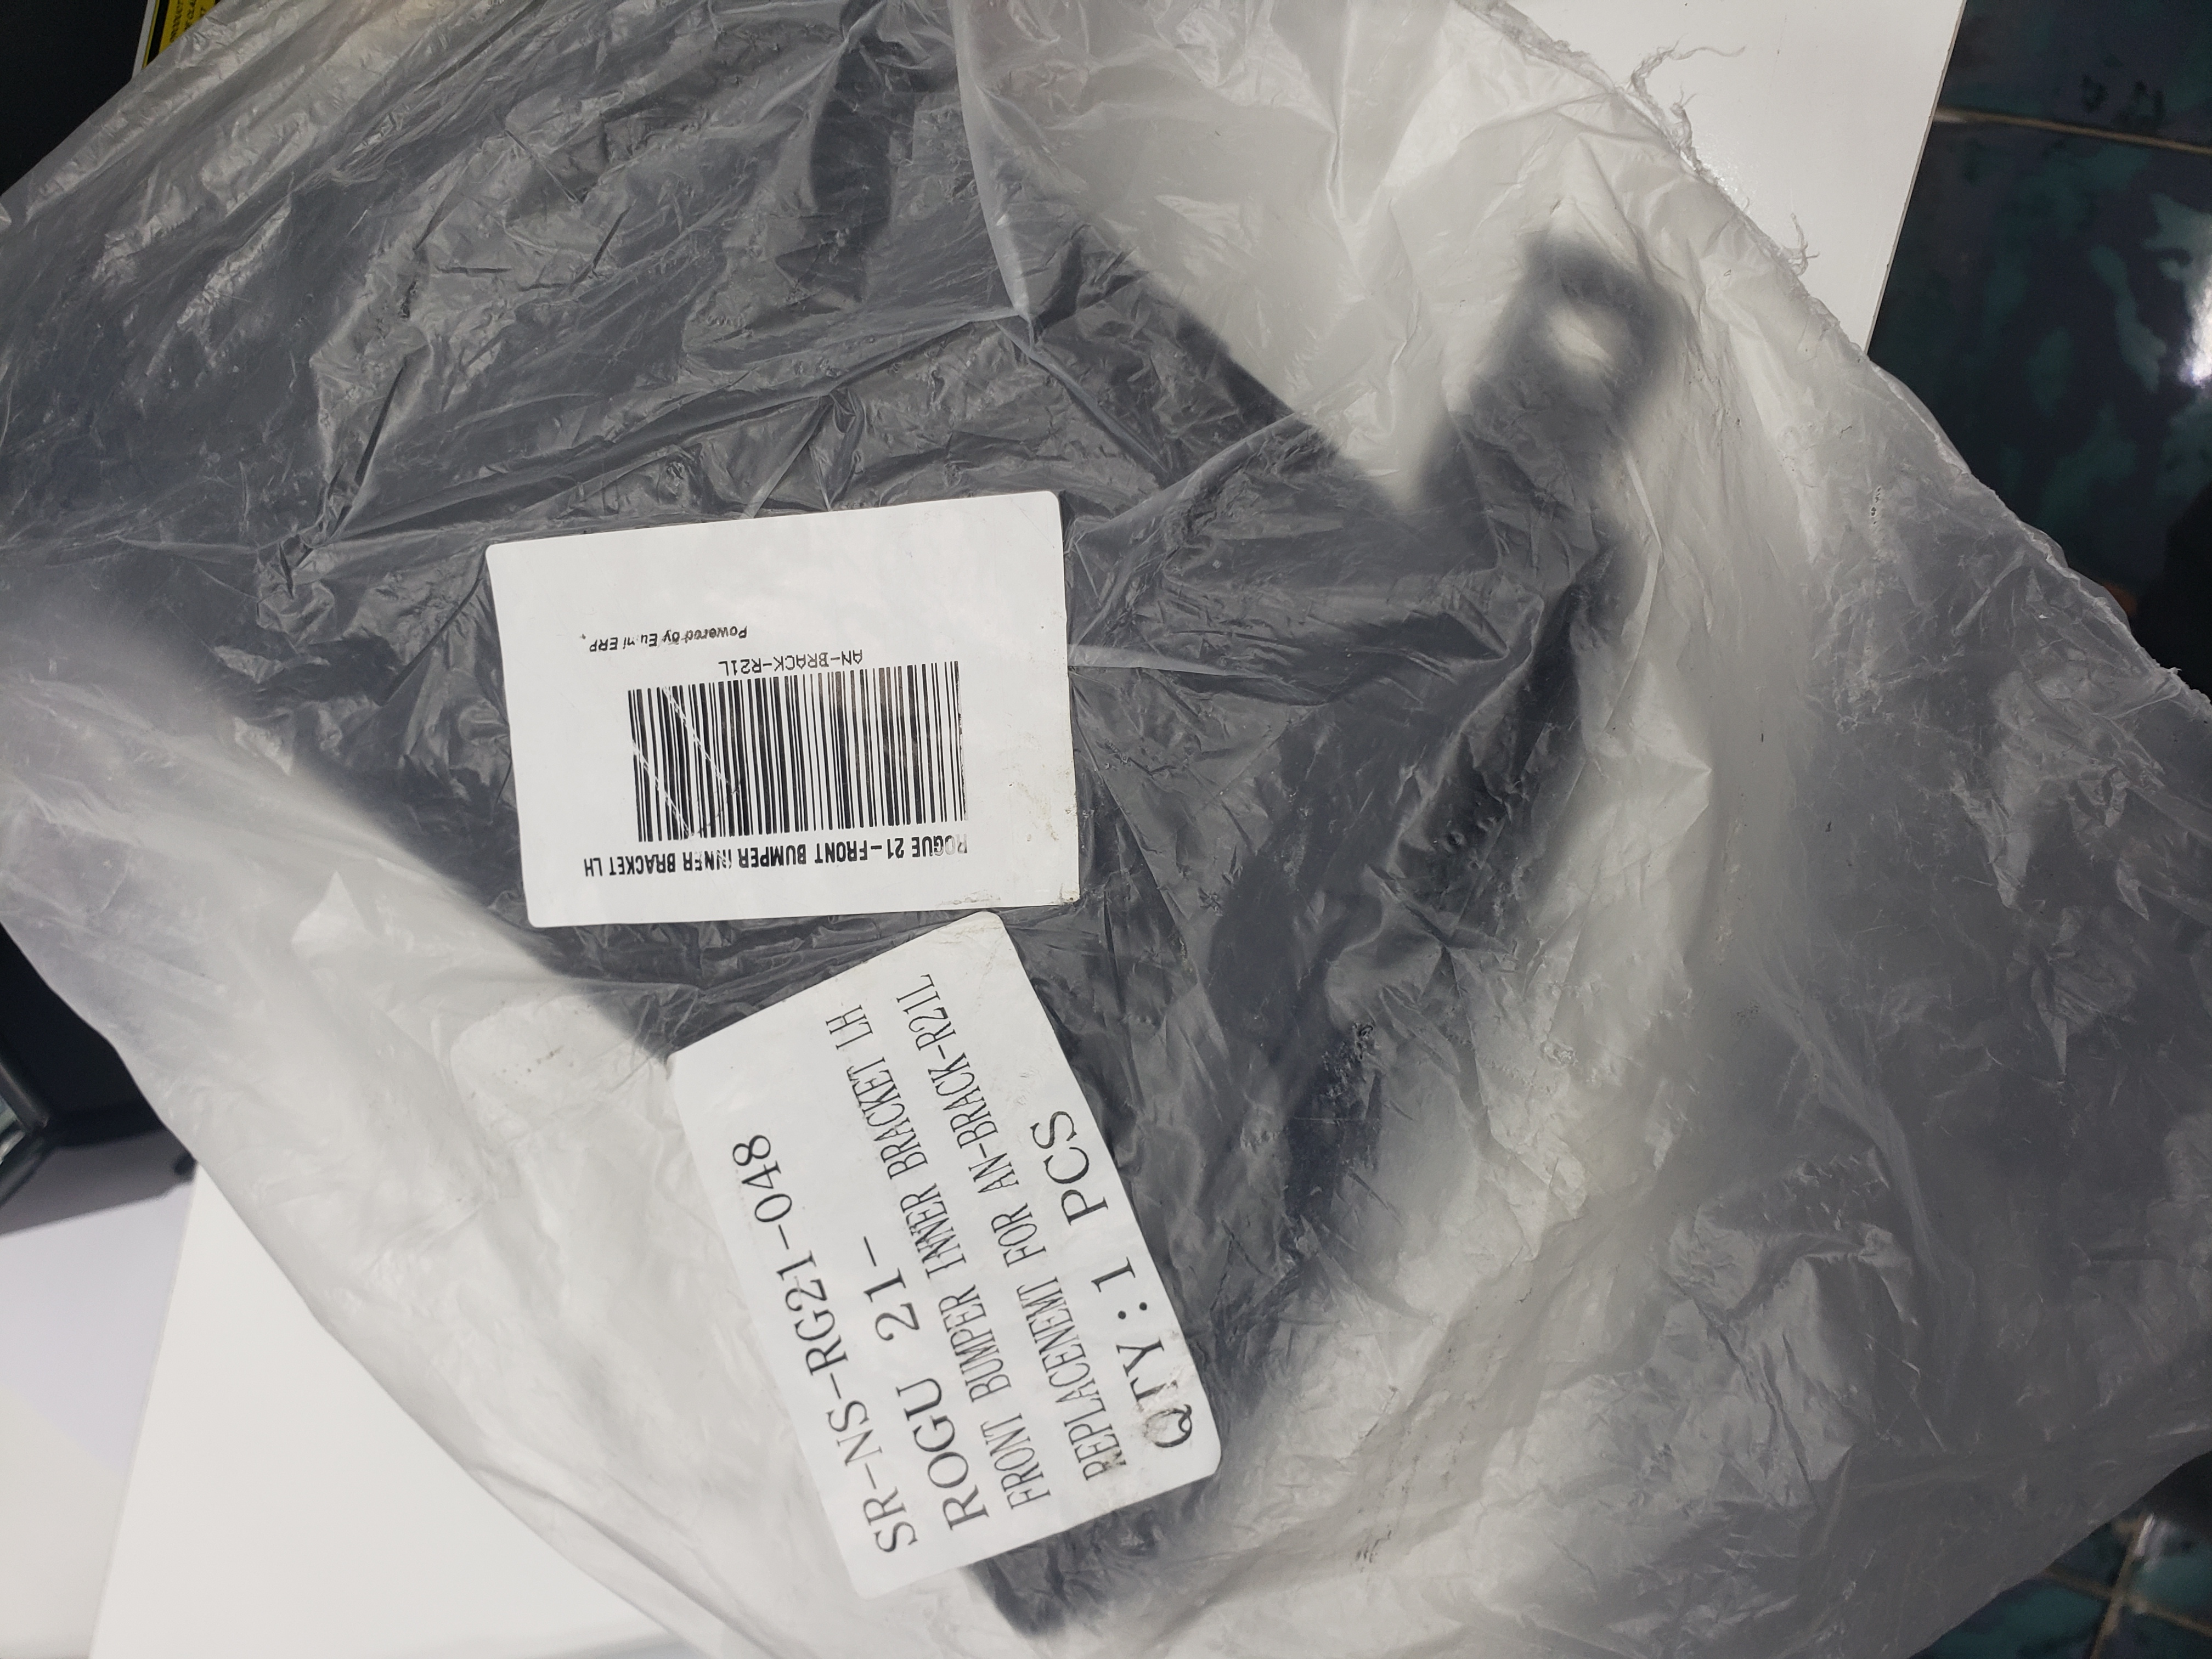 ROGUE 21-FRONT BUMPER INNER BRACKET LH
AN-BRACK-R21L
Powered by ERP
SR-NS-RG21-048
ROGU 21-
FRONT BUMPER INNER BRACKET LH
REPLACENEMT FOR AN-BRACK-R21L
QTY:1 PCS